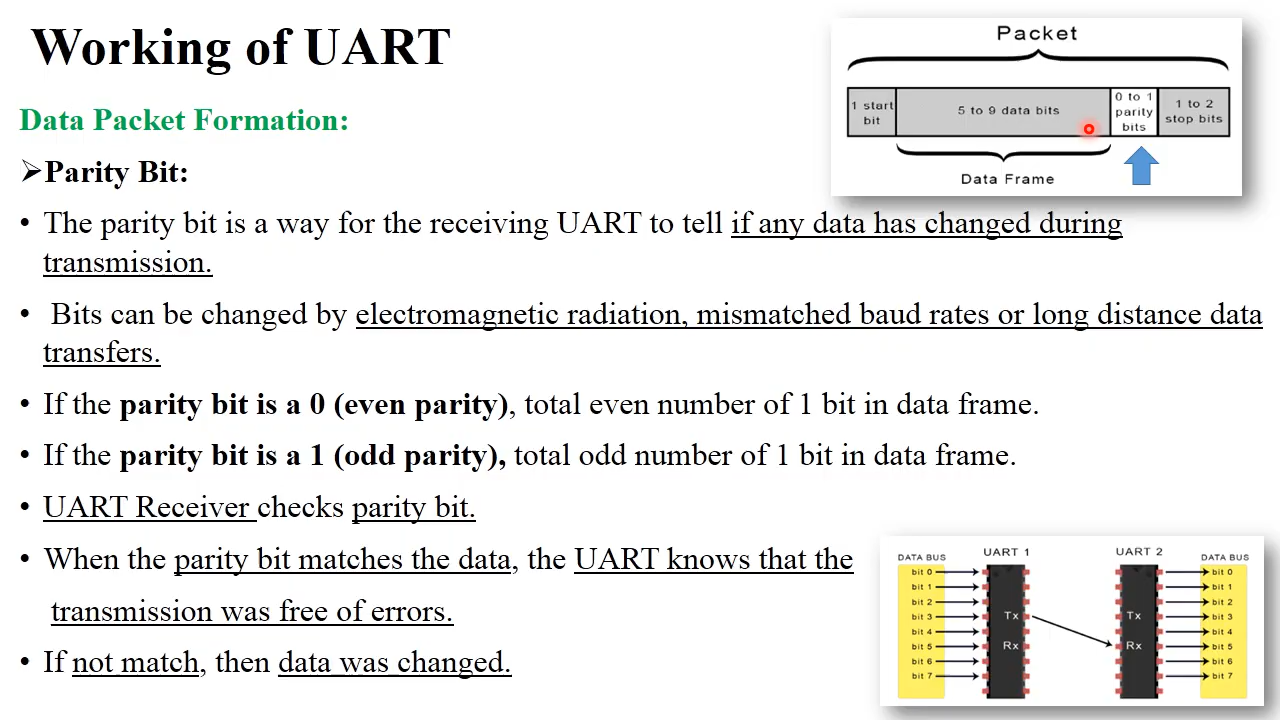 Working of UART
Data Packet Formation:
➢Parity Bit:
• The parity bit is a way for the receiving UART to tell if any data has changed during
transmission.
• Bits can be changed by electromagnetic radiation, mismatched baud rates or long distance data
transfers.
• If the parity bit is a 0 (even parity), total even number of 1 bit in data frame.
• If the parity bit is a 1 (odd parity), total odd number of 1 bit in data frame.
• UART Receiver checks parity bit.
• When the parity bit matches the data, the UART knows that the
transmission was free of errors.
• If not match, then data was changed.
Packet
1 start
bit
5 to 9 data bits
0 to 1
parity
bits
1 to 2
stop bits
Data Frame
DATA BUS
bit 0
bit 1
bit 2
bit 3
bit 4
bit 5
bit 6
bit 7
UART 1
Tx
Rx
UART 2
Tx
Rx
DATA BUS
bit 0
bit 1
bit 2
bit 3
bit 4
bit 5
bit 6
bit 7